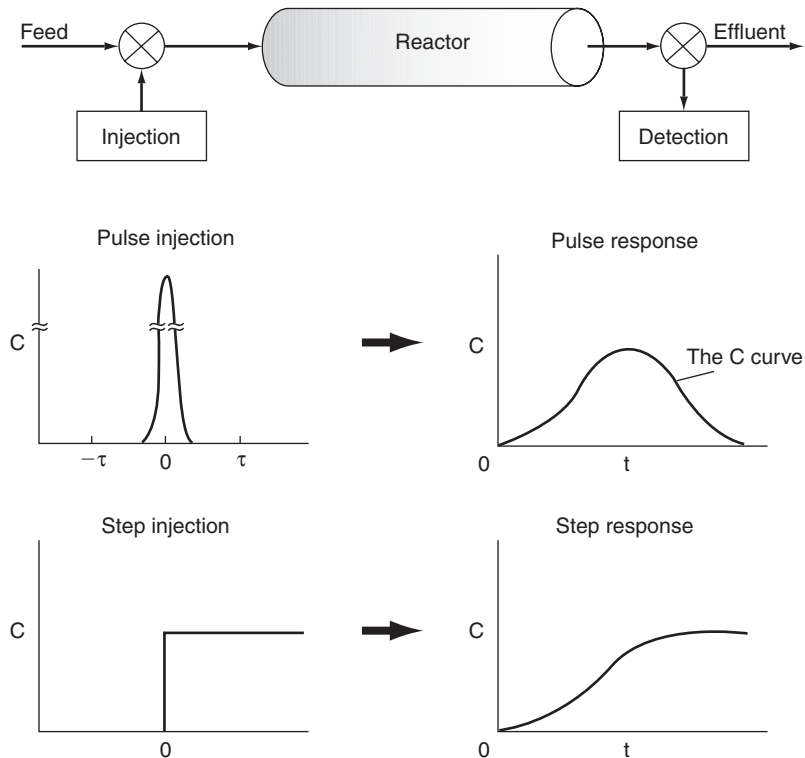 Feed
Reactor
Effluent
Injection
Detection
Pulse injection
Pulse response
C
C
The C curve
−τ 0 τ
0 t
Step injection
Step response
C
C
0
0 t